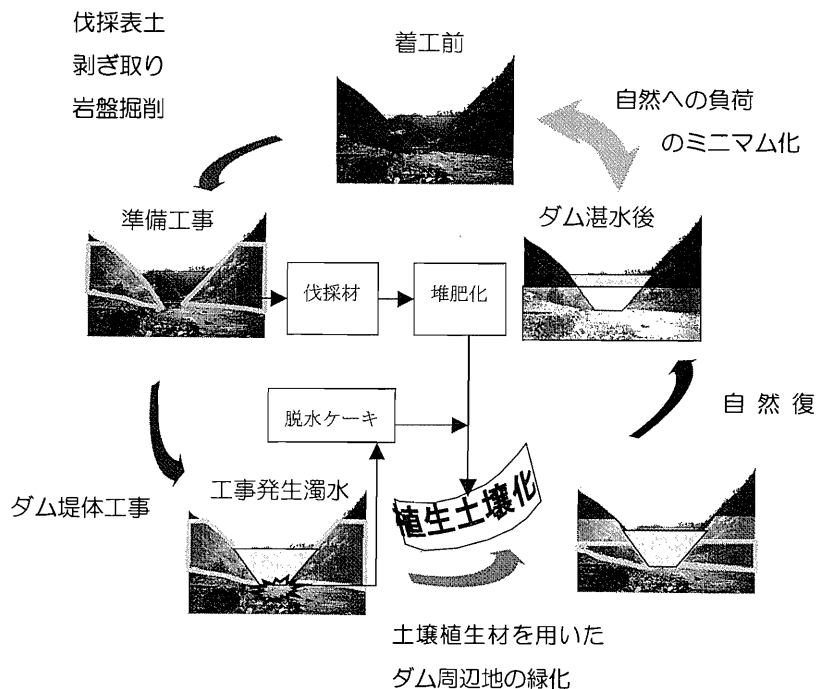 伐採表土
剥ぎ取り
岩盤掘削
着工前
自然への負荷
のミニマム化
準備工事
ダム湛水後
伐採材
堆肥化
脱水ケーキ
自 然 復
植生土壌化
ダム堤体工事
工事発生濁水
土壌植生材を用いた
ダム周辺地の緑化